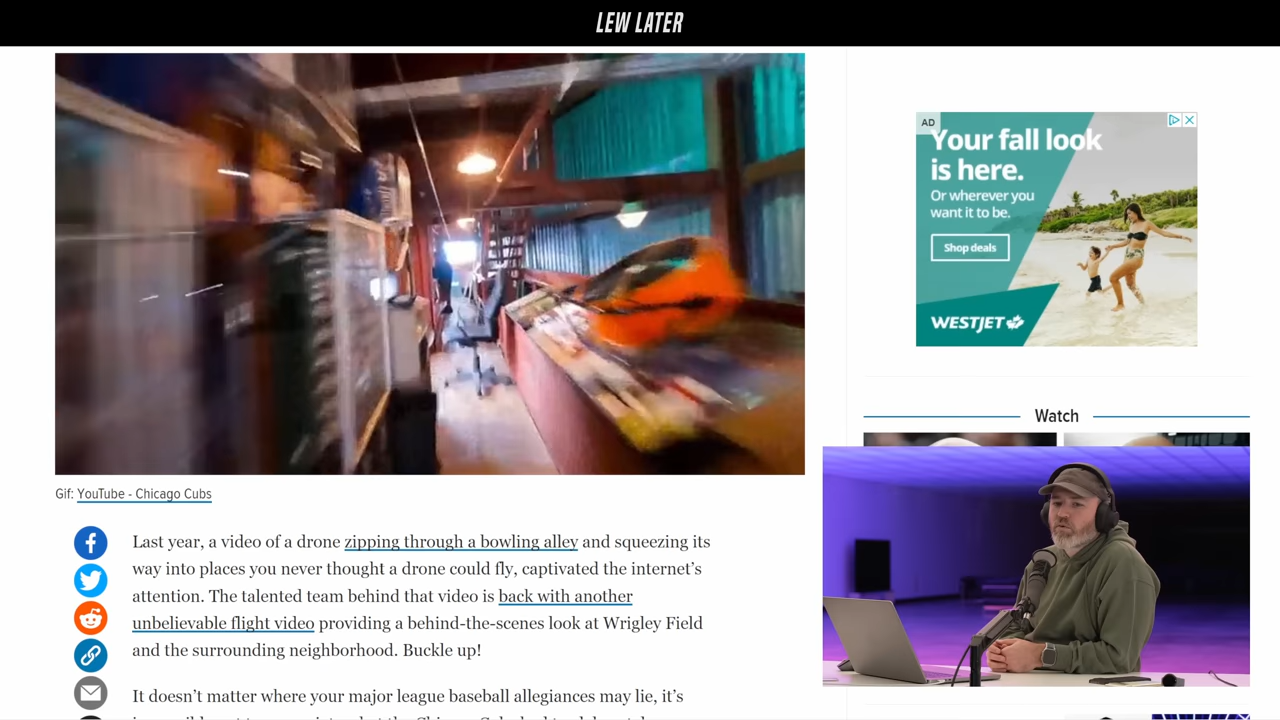 LEW LATER
AD
Your fall look
is here.
Or wherever you
want it to be.
Shop deals
WESTJET
Watch
Gif: YouTube - Chicago Cubs
Last year, a video of a drone zipping through a bowling alley and squeezing its
way into places you never thought a drone could fly, captivated the internet's
attention. The talented team behind that video is back with another
unbelievable flight video providing a behind-the-scenes look at Wrigley Field
and the surrounding neighborhood. Buckle up!
It doesn't matter where your major league baseball allegiances may lie, it's